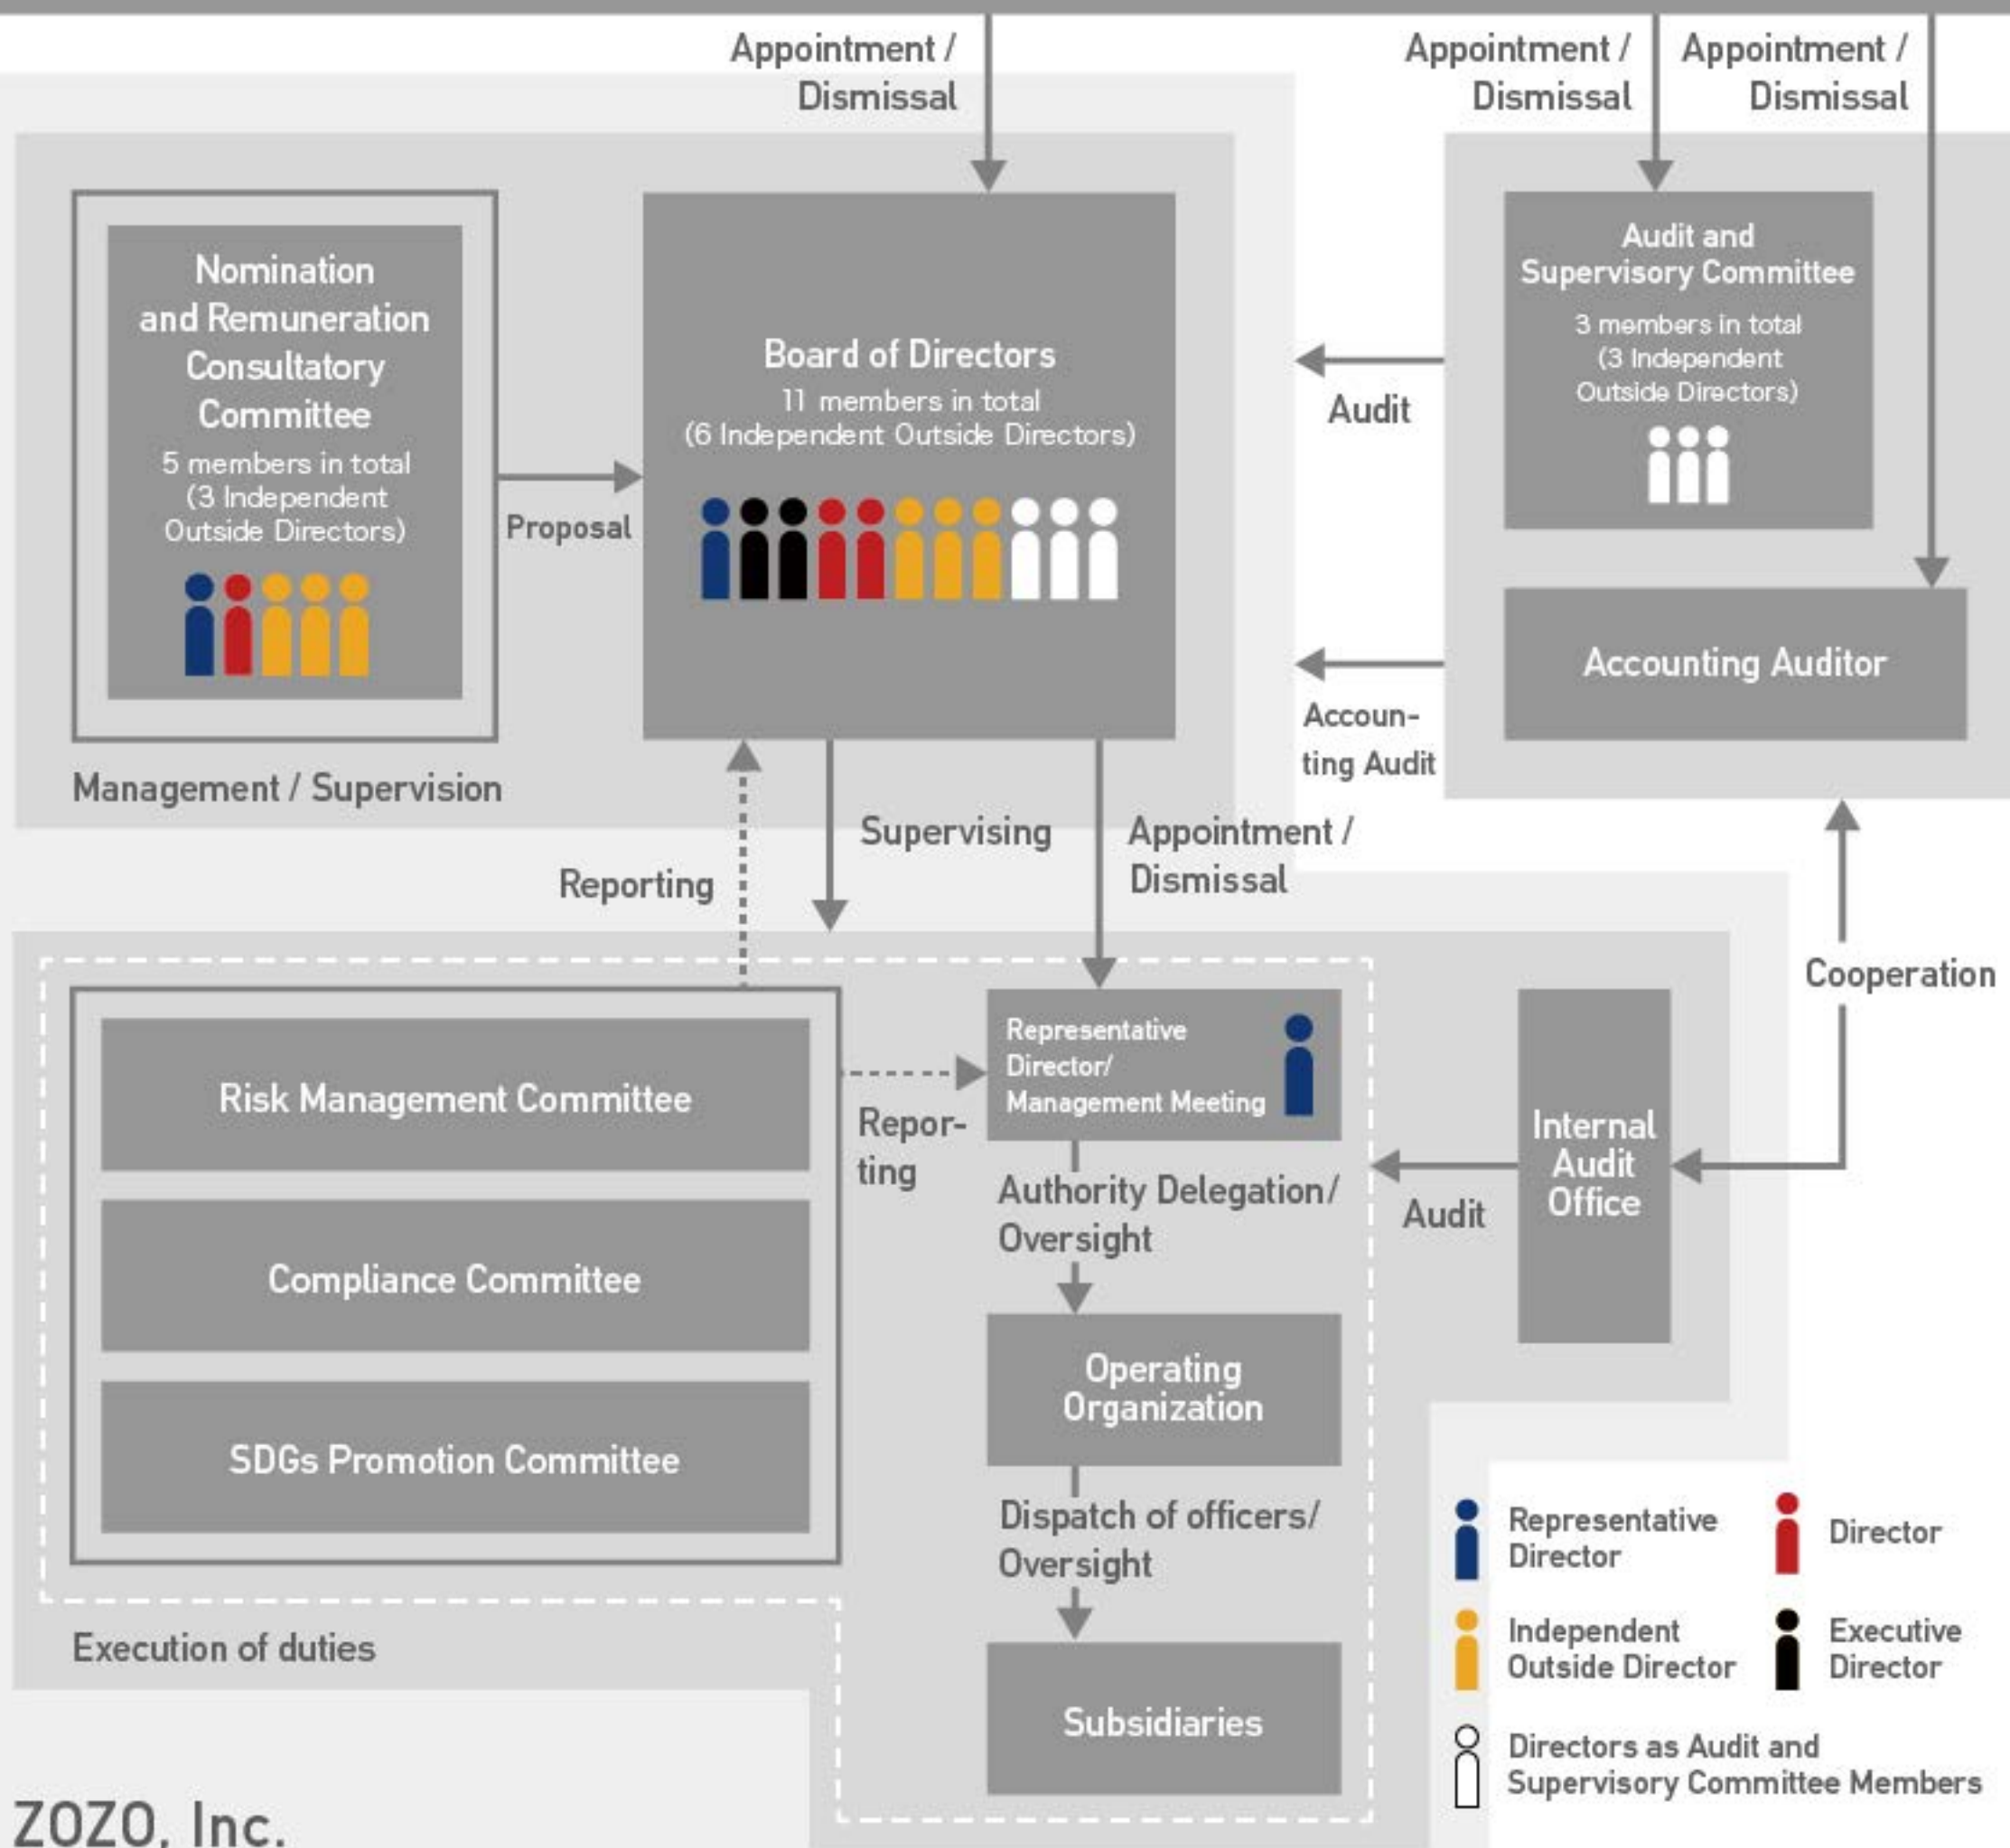 Appointment /
Dismissal
Appointment /
Dismissal
Appointment /
Dismissal
Nomination
and Remuneration
Consultatory
Committee
5 members in total
(3 Independent
Outside Directors)
Proposal
Board of Directors
11 members in total
(6 Independent Outside Directors)
Management / Supervision
Audit
Accoun-
ting Audit
Audit and
Supervisory Committee
3 members in total
(3 Independent
Outside Directors)
Accounting Auditor
Reporting
Supervising
Appointment /
Dismissal
Cooperation
Risk Management Committee
Compliance Committee
SDGs Promotion Committee
Repor-
ting
Representative
Director/
Management Meeting
Authority Delegation/
Oversight
Operating
Organization
Dispatch of officers/
Oversight
Subsidiaries
Audit
Internal
Audit
Office
Execution of duties
Representative
Director
Director
Independent
Outside Director
Executive
Director
Directors as Audit and
Supervisory Committee Members
ZOZO, Inc.